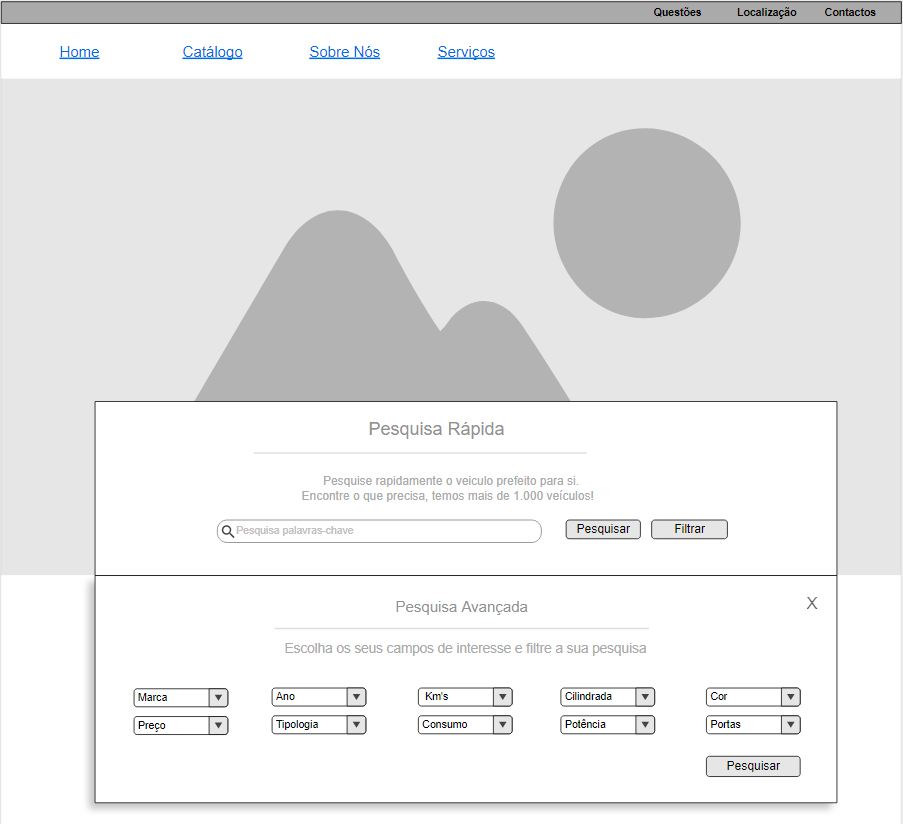 Questões Localização Contactos
Home Catálogo Sobre Nós Serviços
Pesquisa Rápida
Pesquise rapidamente o veiculo prefeito para si.
Encontre o que precisa, temos mais de 1.000 veículos!
Pesquisa palavras-chave Pesquisar Filtrar
Pesquisa Avançada X
Escolha os seus campos de interesse e filtre a sua pesquisa
Marca Ano Km's Cilindrada Cor
Preço Tipologia Consumo Potência Portas
Pesquisar